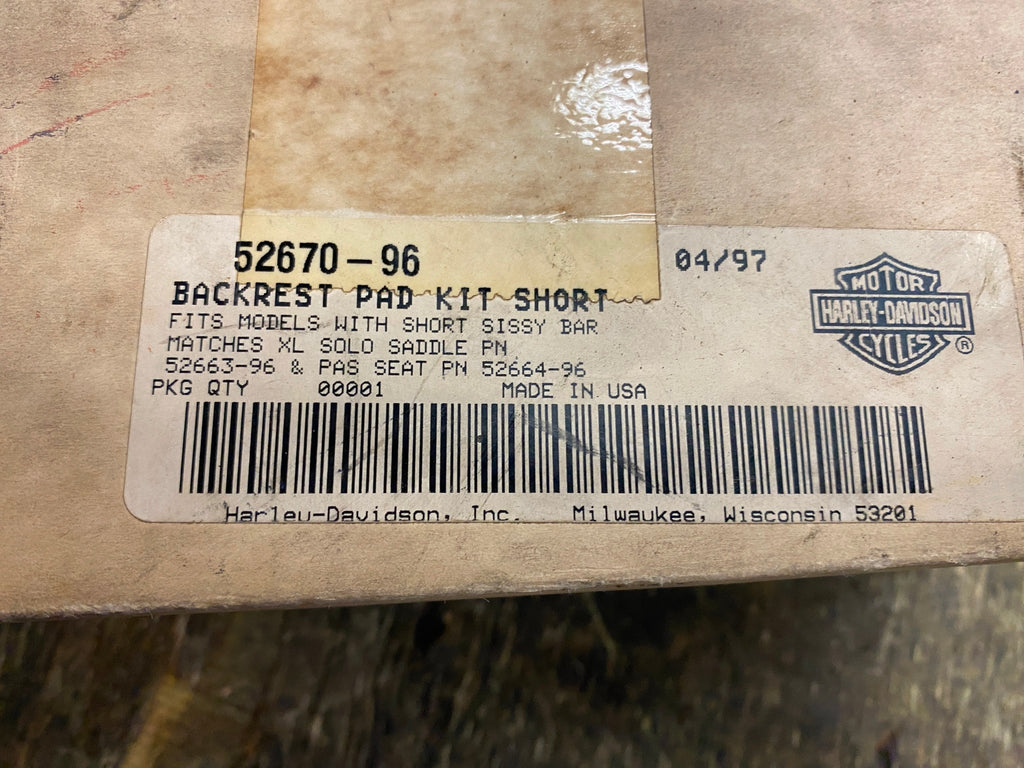 52670-96 04/97
BACKREST PAD KIT SHORT
FITS MODELS WITH SHORT SISSY BAR
MATCHES XL SOLO SADDLE PN
52663-96 & PAS SEAT PN 52664-96
PKG QTY 00001 MADE IN USA
MOTOR
HARLEY-DAVIDSON
CYCLES ®
Harley-Davidson, Inc. Milwaukee, Wisconsin 53201